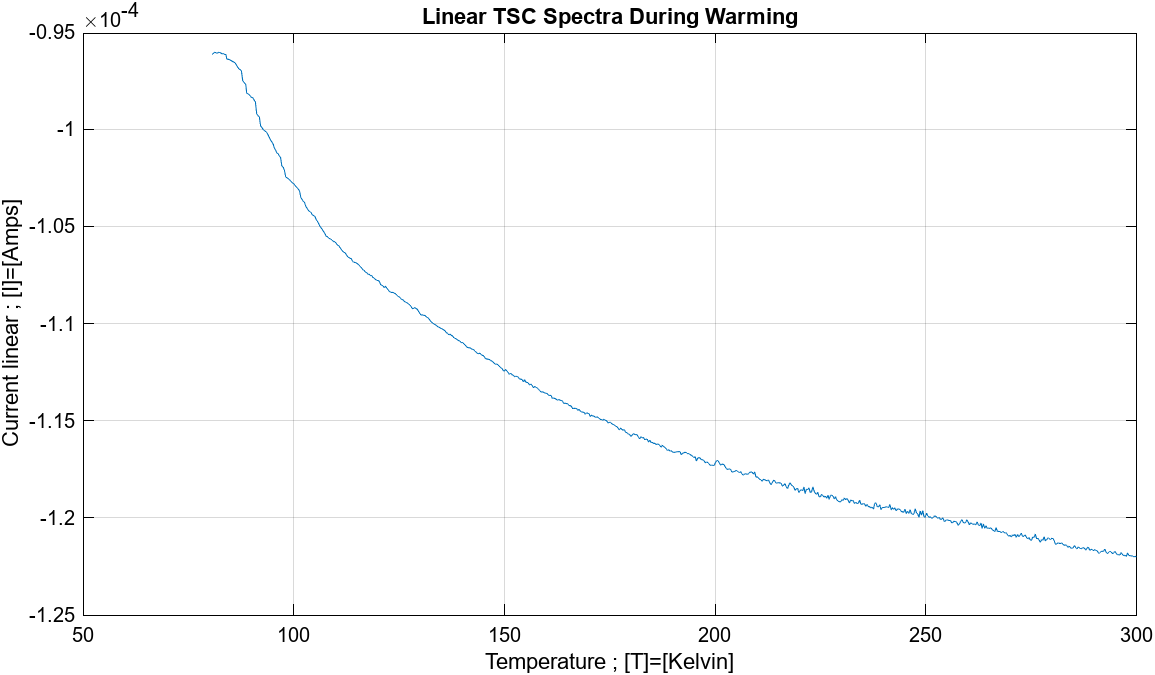 Linear TSC Spectra During Warming
×10-4
-0.95
-1
-1.05
-1.1
-1.15
-1.2
-1.25
Current linear ; [I]=[Amps]
50 100 150 200 250 300
Temperature ; [T]=[Kelvin]